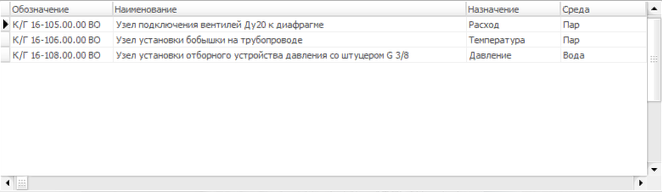 Обозначение Наименование Назначение Среда
К/Г 16-105.00.00 ВО Узел подключения вентилей Ду20 к диафрагме Расход Пар
К/Г 16-106.00.00 ВО Узел установки бобышки на трубопроводе Температура Пар
К/Г 16-108.00.00 ВО Узел установки отборного устройства давления со штуцером G 3/8 Давление Вода